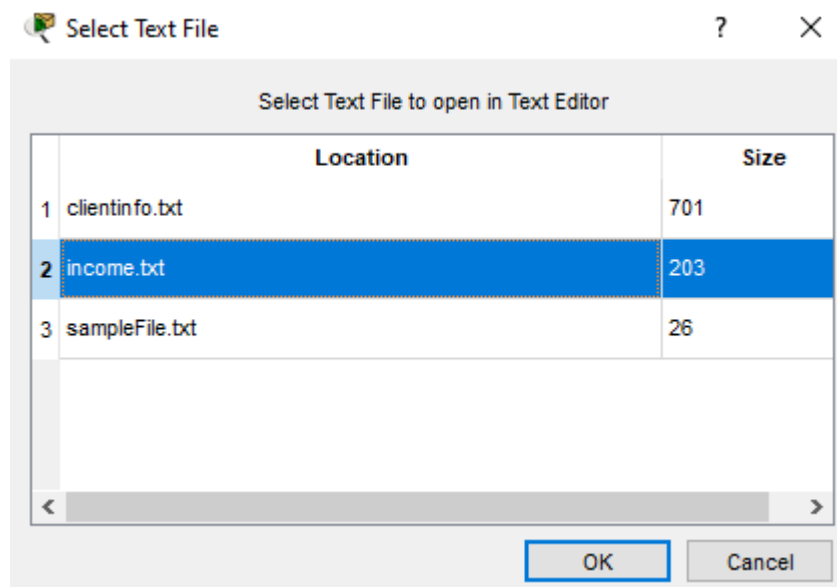 Select Text File ?
Select Text File to open in Text Editor
Location Size
1 clientinfo.txt 701
2 income.txt 203
3 sampleFile.txt 26
OK Cancel